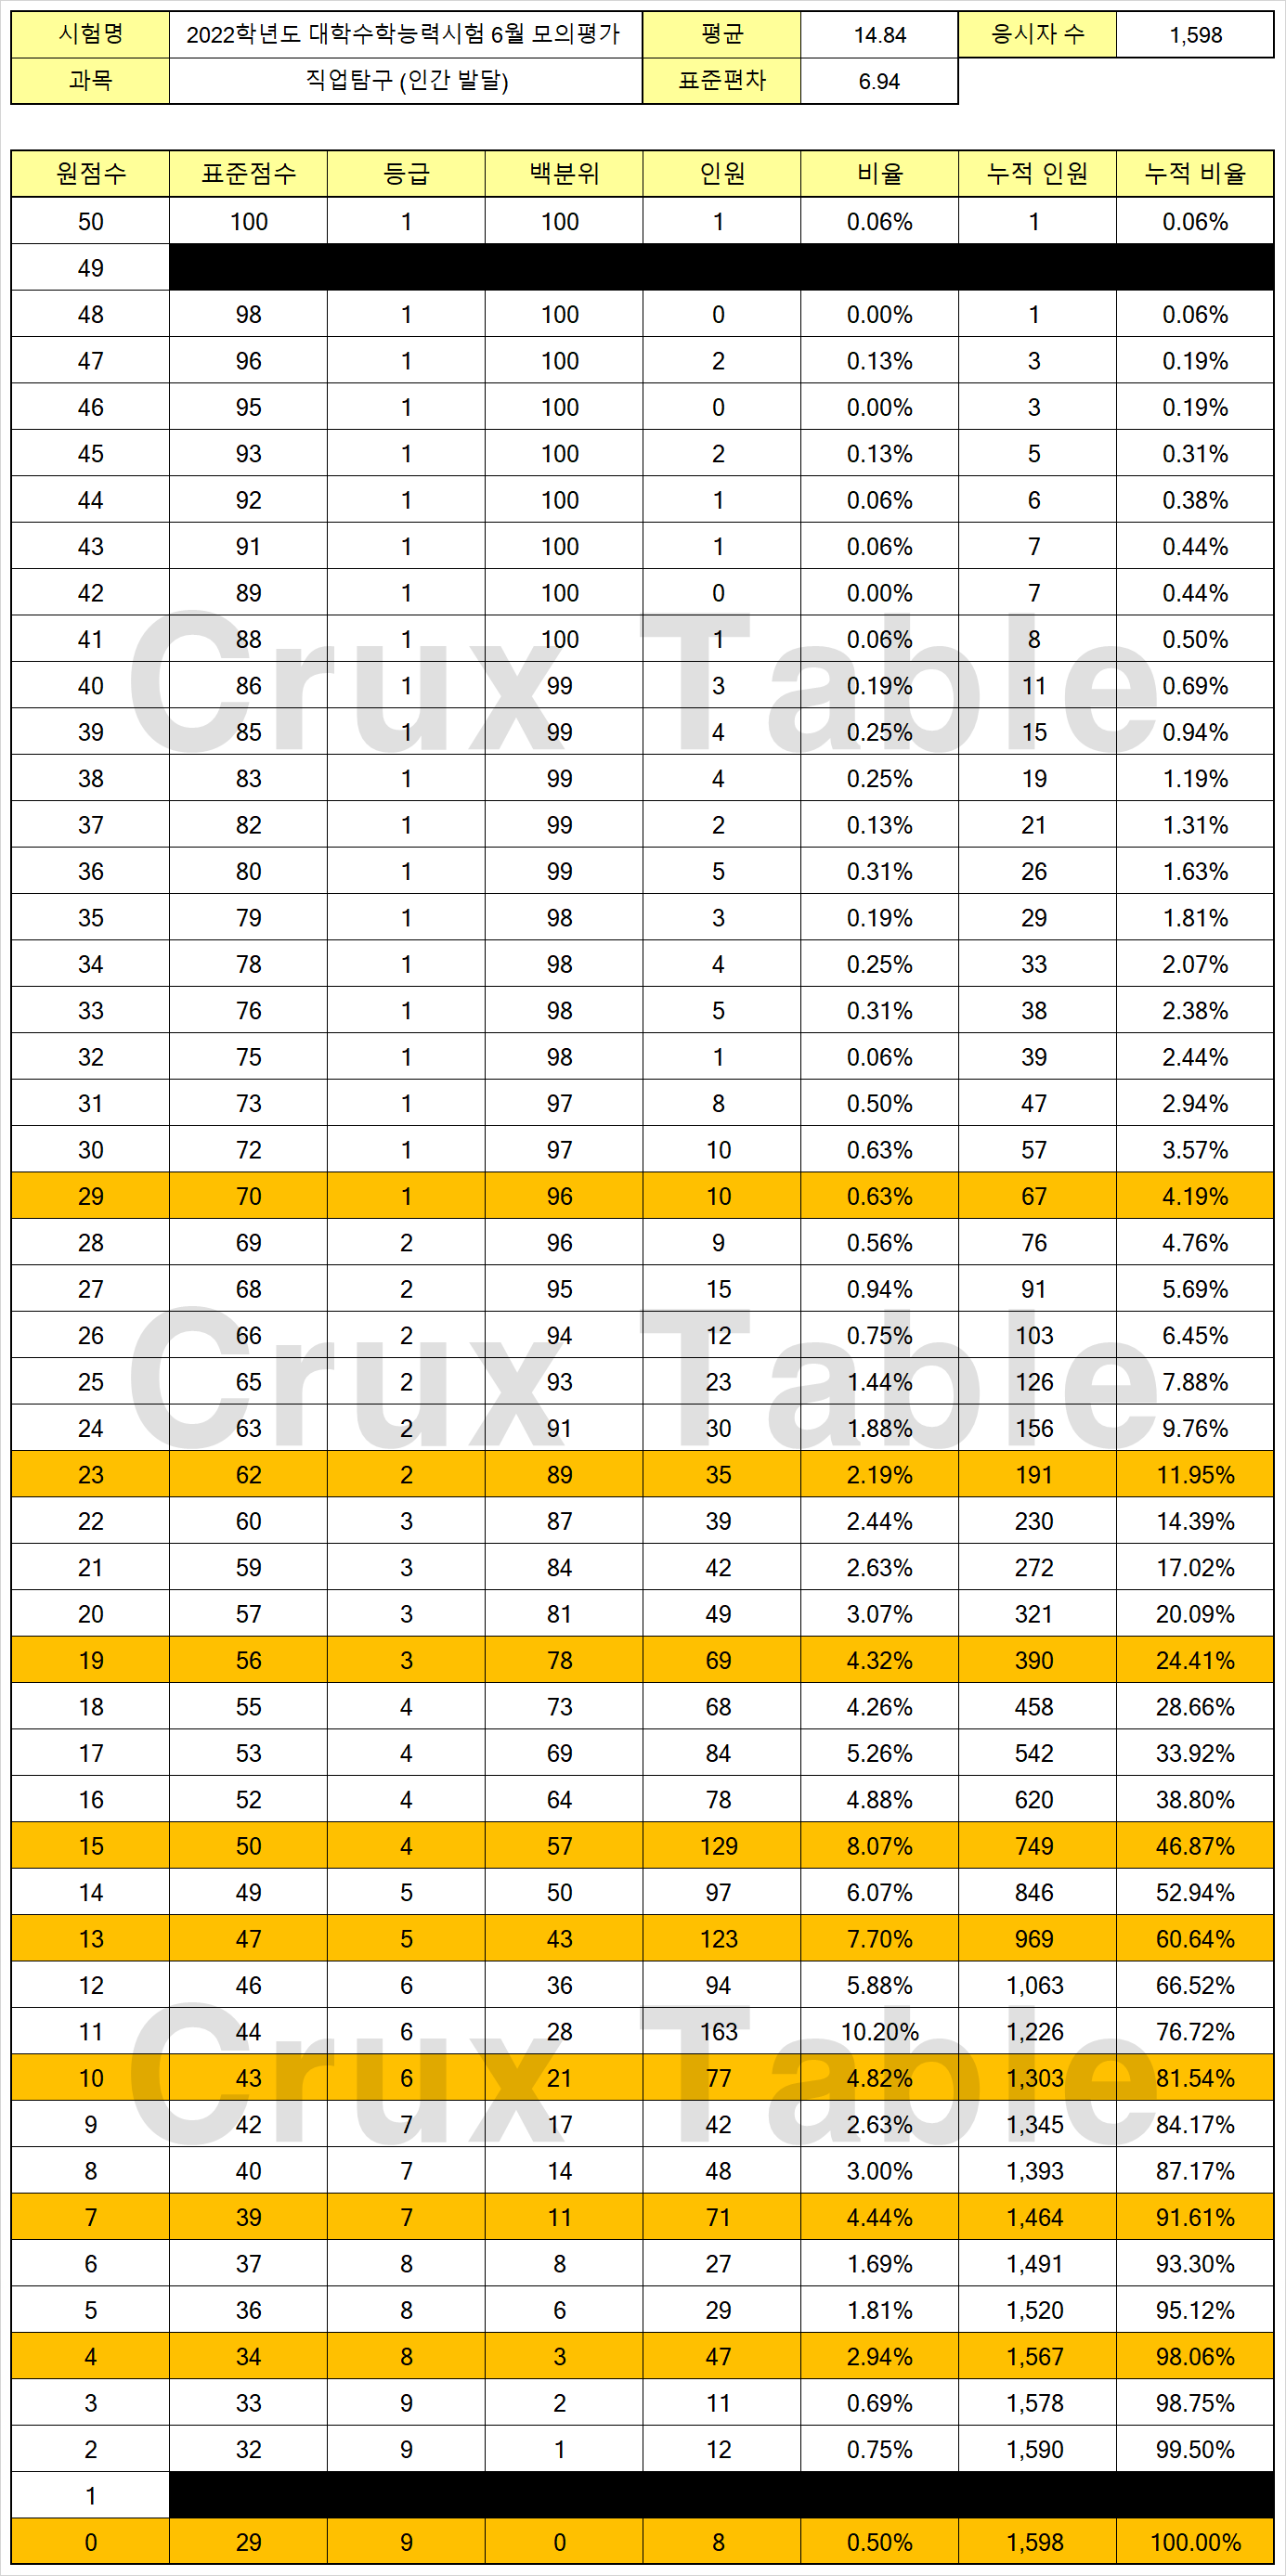 시험명 2022학년도 대학수학능력시험 6월 모의평가 평균 14.84 응시자 수 1,598
과목 직업탐구 (인간 발달) 표준편차 6.94
원점수 표준점수 등급 백분위 인원 비율 누적 인원 누적 비율
50 100 1 100 1 0.06% 1 0.06%
49
48 98 1 100 0 0.00% 1 0.06%
47 96 1 100 2 0.13% 3 0.19%
46 95 1 100 0 0.00% 3 0.19%
45 93 1 100 2 0.13% 5 0.31%
44 92 1 100 1 0.06% 6 0.38%
43 91 1 100 1 0.06% 7 0.44%
42 89 1 100 0 0.00% 7 0.44%
41 88 1 100 1 0.06% 8 0.50%
Crux Table
40 86 1 99 3 0.19% 11 0.69%
39 85 1 99 4 0.25% 15 0.94%
38 83 1 99 4 0.25% 19 1.19%
37 82 1 99 2 0.13% 21 1.31%
36 80 1 99 5 0.31% 26 1.63%
35 79 1 98 3 0.19% 29 1.81%
34 78 1 98 4 0.25% 33 2.07%
33 76 1 98 5 0.31% 38 2.38%
32 75 1 98 1 0.06% 39 2.44%
31 73 1 97 8 0.50% 47 2.94%
30 72 1 97 10 0.63% 57 3.57%
29 70 1 96 10 0.63% 67 4.19%
28 69 2 96 9 0.56% 76 4.76%
27 68 2 95 15 0.94% 91 5.69%
26 66 2 94 12 0.75% 103 6.45%
Crux Table
25 65 2 93 23 1.44% 126 7.88%
24 63 2 91 30 1.88% 156 9.76%
23 62 2 89 35 2.19% 191 11.95%
22 60 3 87 39 2.44% 230 14.39%
21 59 3 84 42 2.63% 272 17.02%
20 57 3 81 49 3.07% 321 20.09%
19 56 3 78 69 4.32% 390 24.41%
18 55 4 73 68 4.26% 458 28.66%
17 53 4 69 84 5.26% 542 33.92%
16 52 4 64 78 4.88% 620 38.80%
15 50 4 57 129 8.07% 749 46.87%
14 49 5 50 97 6.07% 846 52.94%
13 47 5 43 123 7.70% 969 60.64%
12 46 6 36 94 5.88% 1,063 66.52%
11 44 6 28 163 10.20% 1,226 76.72%
Crux Table
10 43 6 21 77 4.82% 1,303 81.54%
9 42 7 17 42 2.63% 1,345 84.17%
8 40 7 14 48 3.00% 1,393 87.17%
7 39 7 11 71 4.44% 1,464 91.61%
6 37 8 8 27 1.69% 1,491 93.30%
5 36 8 6 29 1.81% 1,520 95.12%
4 34 8 3 47 2.94% 1,567 98.06%
3 33 9 2 11 0.69% 1,578 98.75%
2 32 9 1 12 0.75% 1,590 99.50%
1
0 29 9 0 8 0.50% 1,598 100.00%